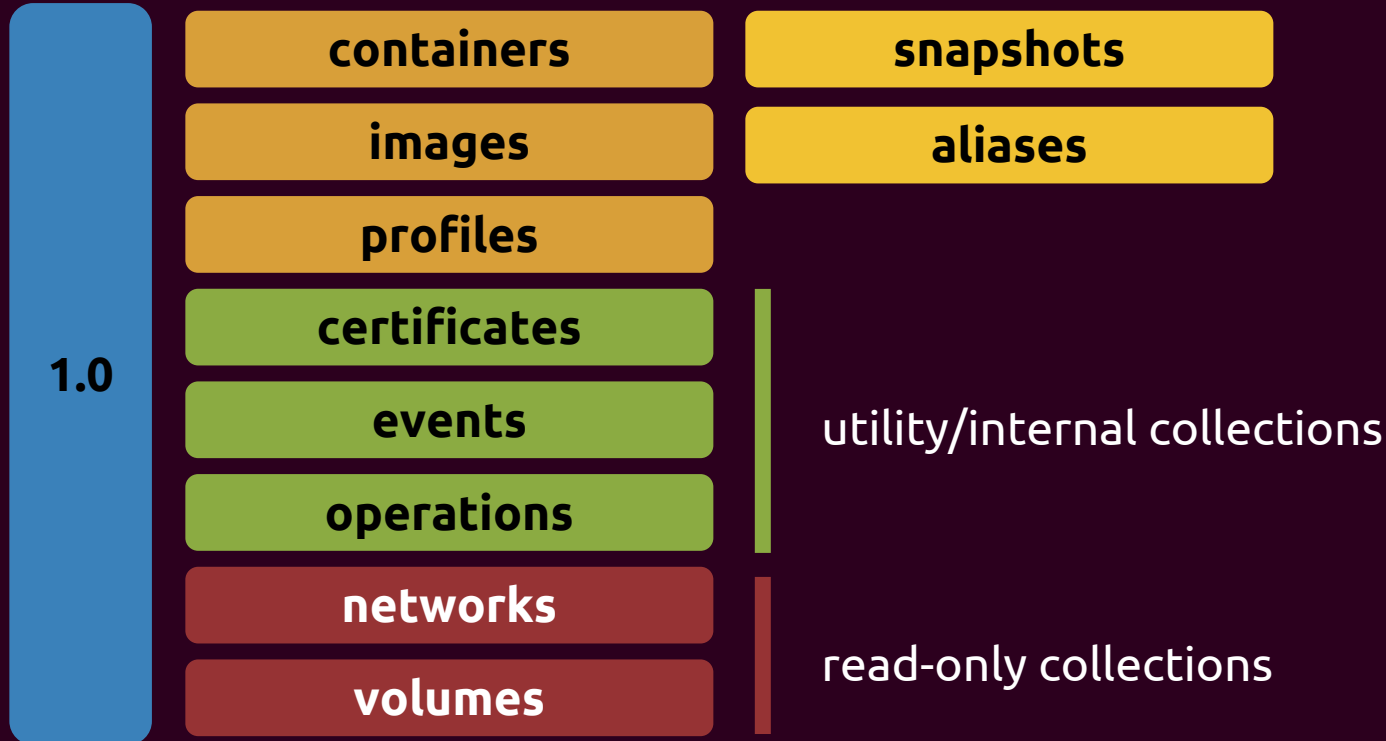 1.0
containers
snapshots
images
aliases
profiles
certificates
events
operations
utility/internal collections
networks
volumes
read-only collections